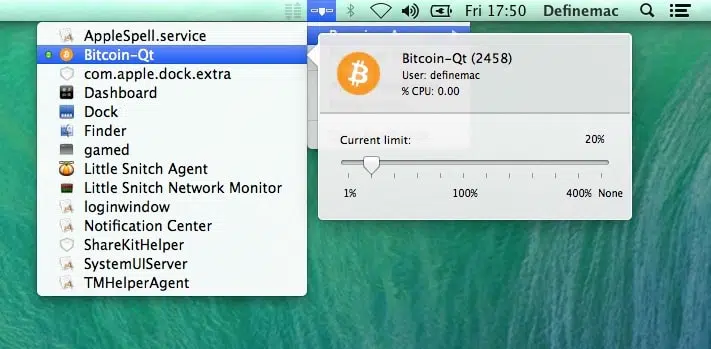 Fri 17:50 Definemac
AppleSpell.service
Bitcoin-Qt
com.apple.dock.extra
Dashboard
Dock
Finder
gamed
Little Snitch Agent
Little Snitch Network Monitor
loginwindow
Notification Center
ShareKitHelper
SystemUIServer
TMHelperAgent
Bitcoin-Qt (2458)
User: definemac
% CPU: 0.00
Current limit: 20%
1% 100% 400% None